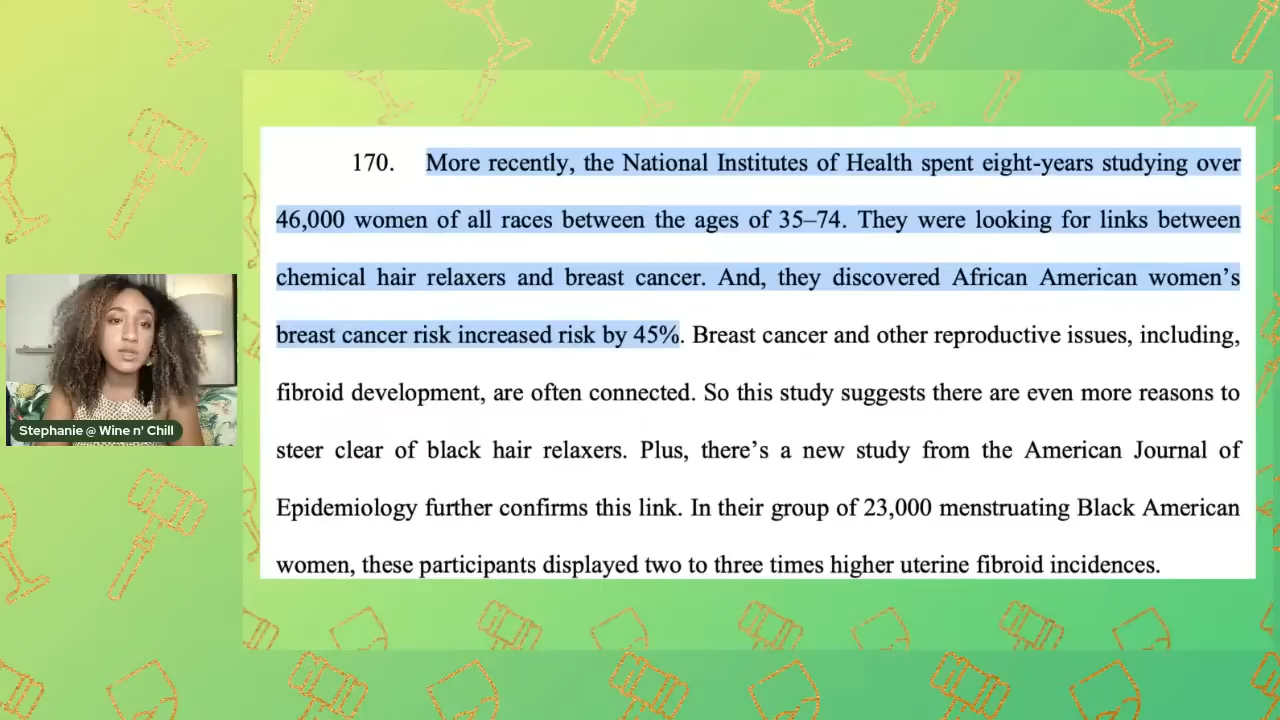 170. More recently, the National Institutes of Health spent eight-years studying over
46,000 women of all races between the ages of 35–74. They were looking for links between
chemical hair relaxers and breast cancer. And, they discovered African American women’s
breast cancer risk increased risk by 45%. Breast cancer and other reproductive issues, including,
fibroid development, are often connected. So this study suggests there are even more reasons to
steer clear of black hair relaxers. Plus, there’s a new study from the American Journal of
Epidemiology further confirms this link. In their group of 23,000 menstruating Black American
women, these participants displayed two to three times higher uterine fibroid incidences.
Stephanie @ Wine n' Chill